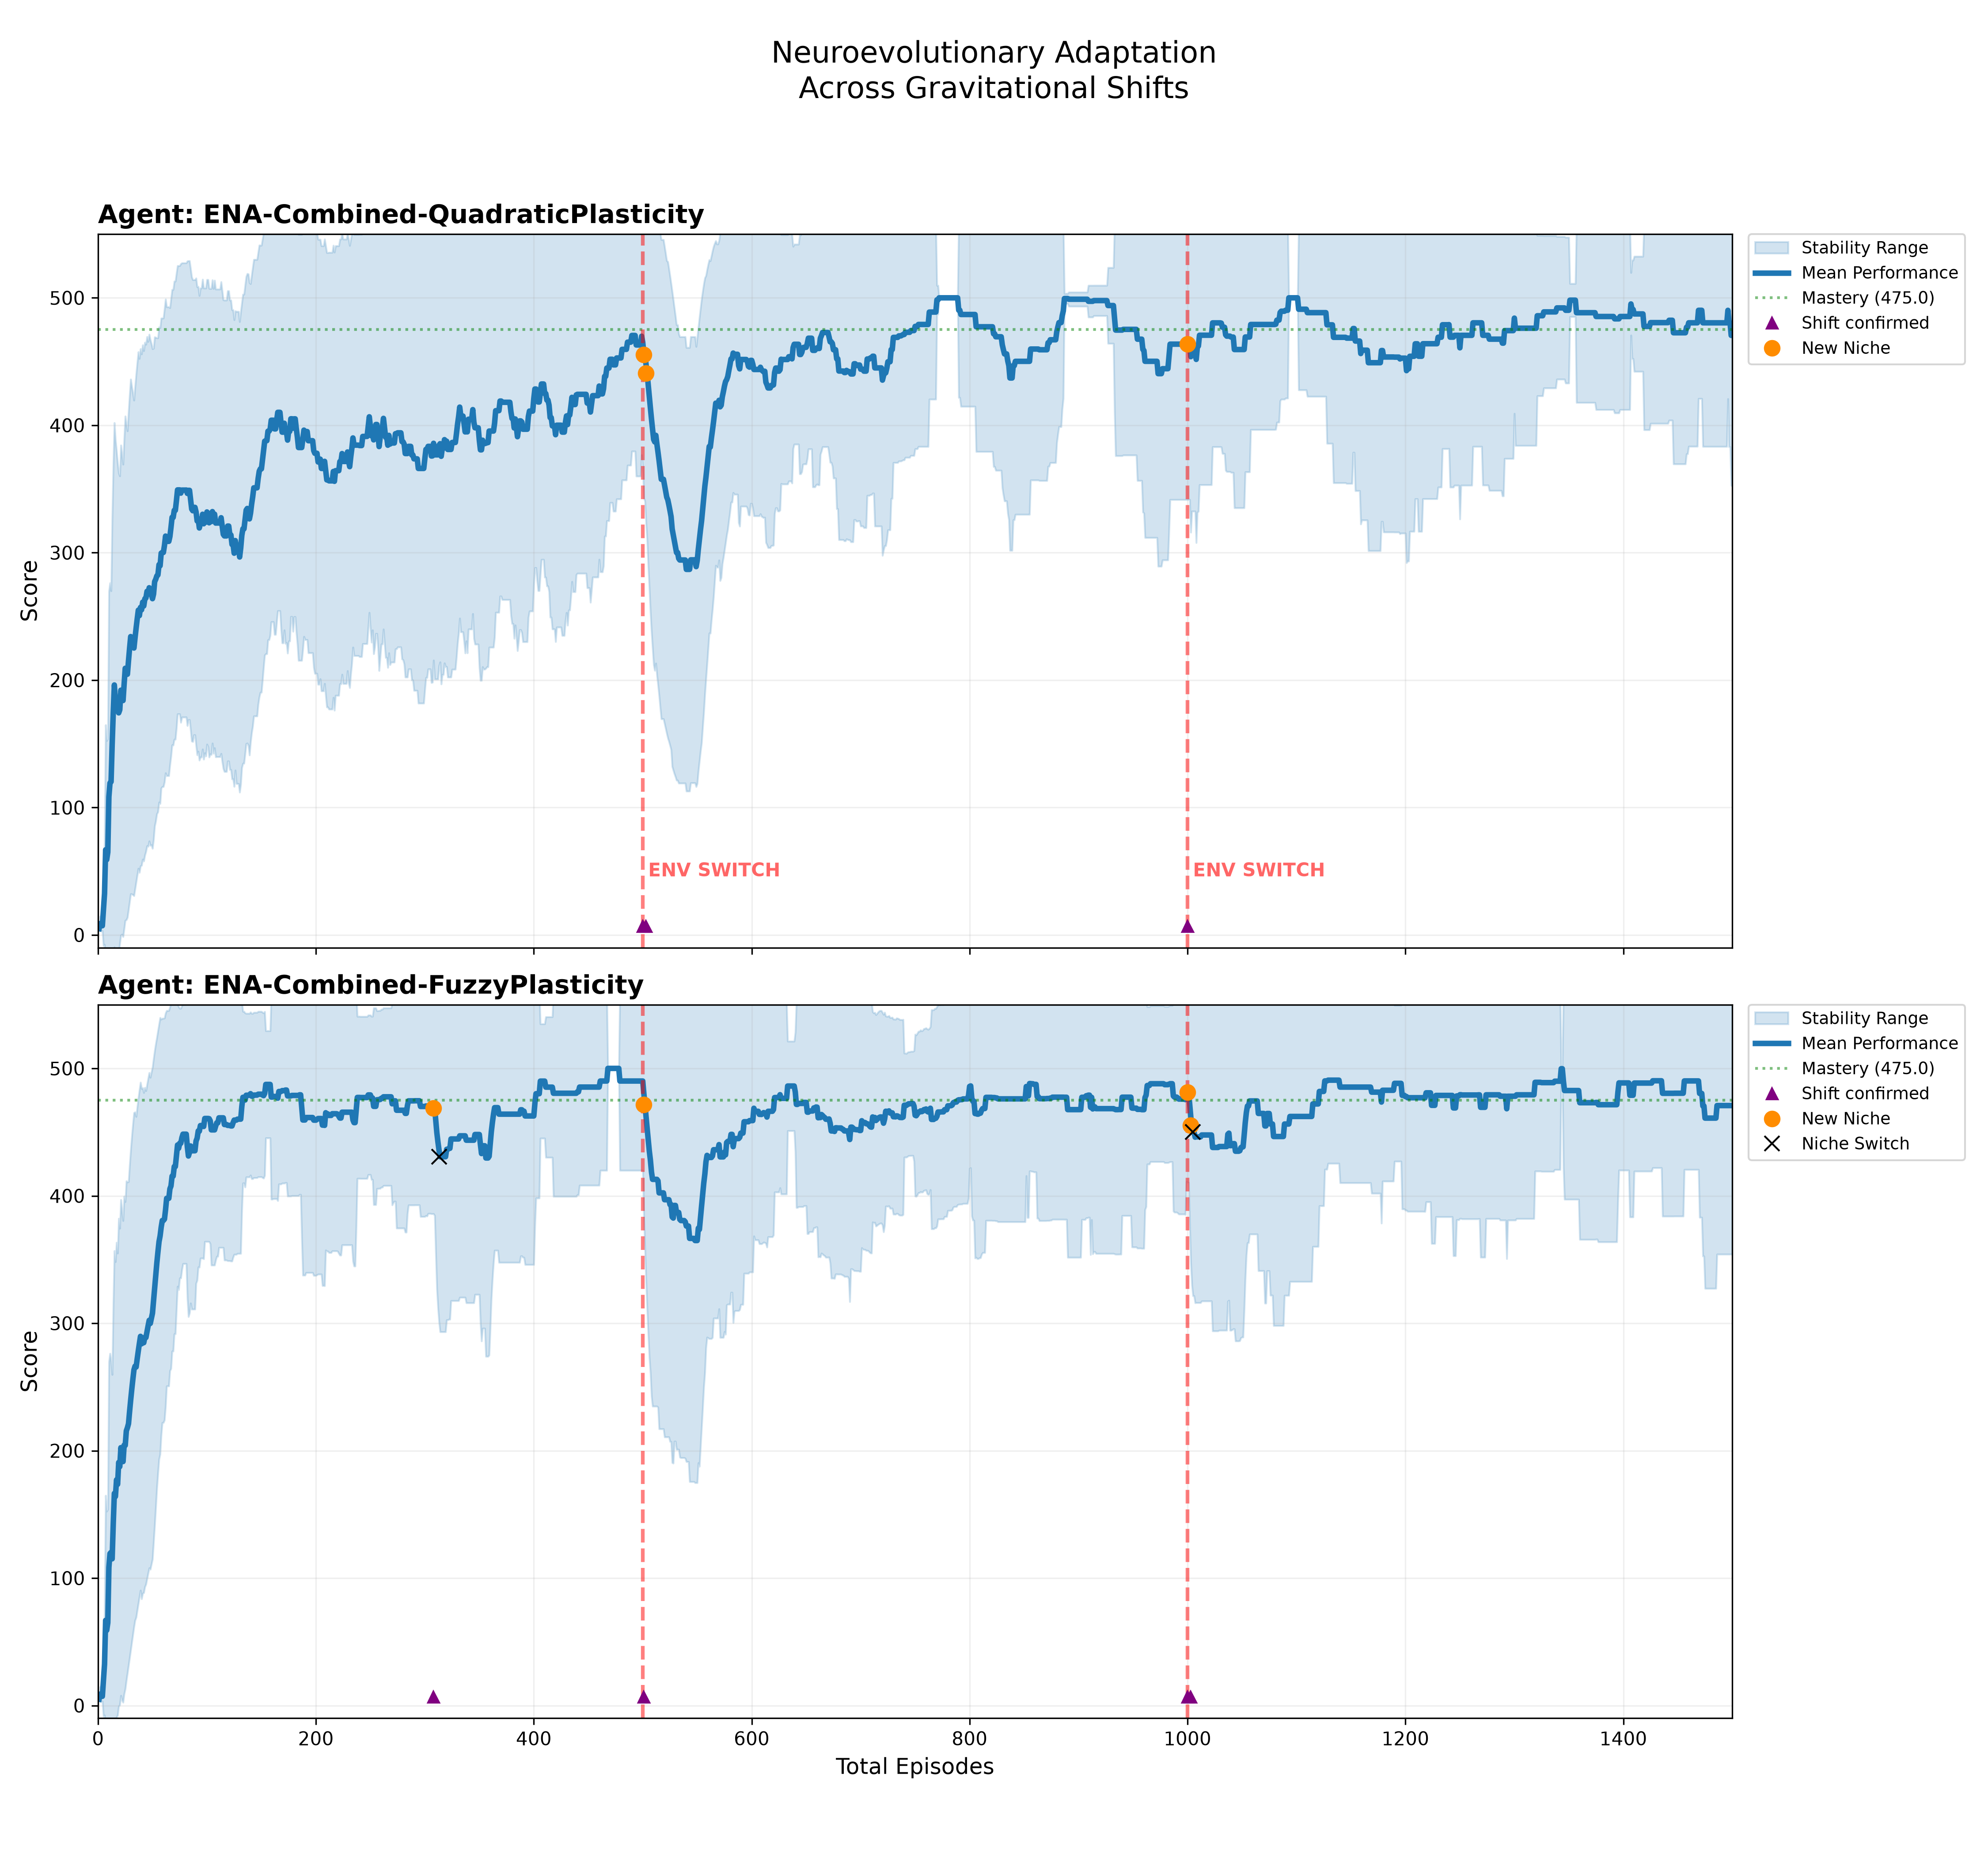 Neuroevolutionary Adaptation
Across Gravitational Shifts
Agent: ENA-Combined-QuadraticPlasticity
Score
500
400
300
200
100
0
ENV SWITCH
ENV SWITCH
Stability Range
Mean Performance
Mastery (475.0)
Shift confirmed
New Niche
Agent: ENA-Combined-FuzzyPlasticity
Score
500
400
300
200
100
0
0
200
400
600
800
1000
1200
1400
Total Episodes
Stability Range
Mean Performance
Mastery (475.0)
Shift confirmed
New Niche
Niche Switch